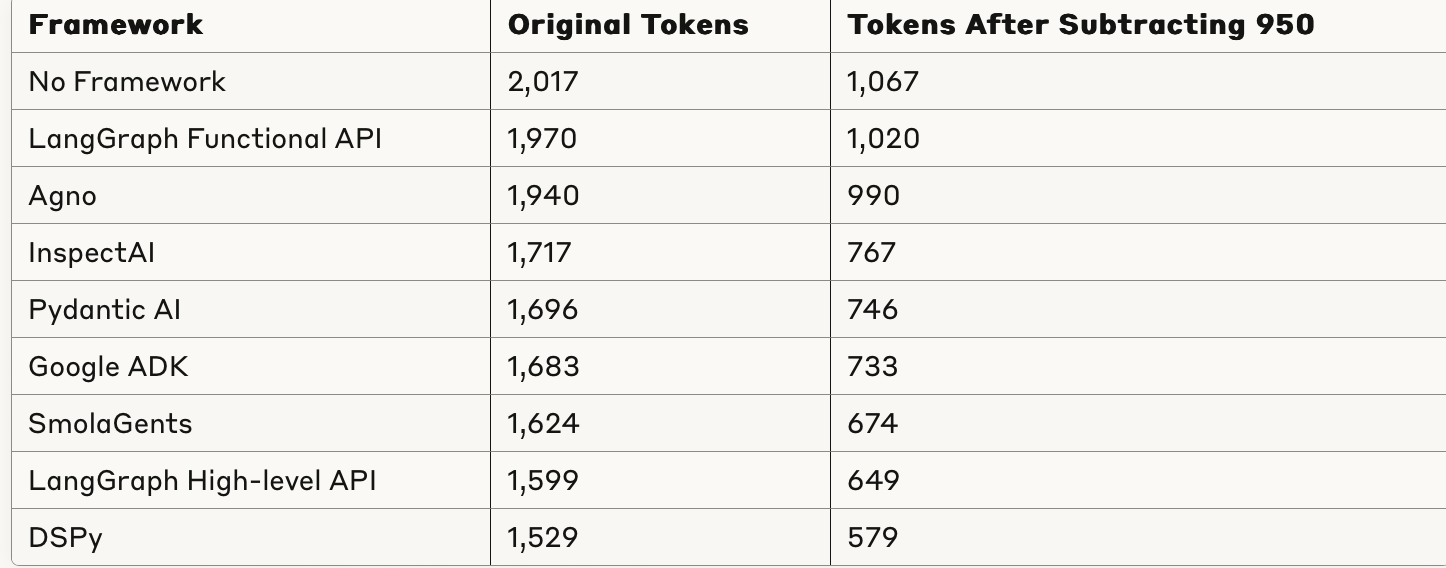 Framework Original Tokens Tokens After Subtracting 950
No Framework 2,017 1,067
LangGraph Functional API 1,970 1,020
Agno 1,940 990
InspectAI 1,717 767
Pydantic AI 1,696 746
Google ADK 1,683 733
SmolaGents 1,624 674
LangGraph High-level API 1,599 649
DSPy 1,529 579